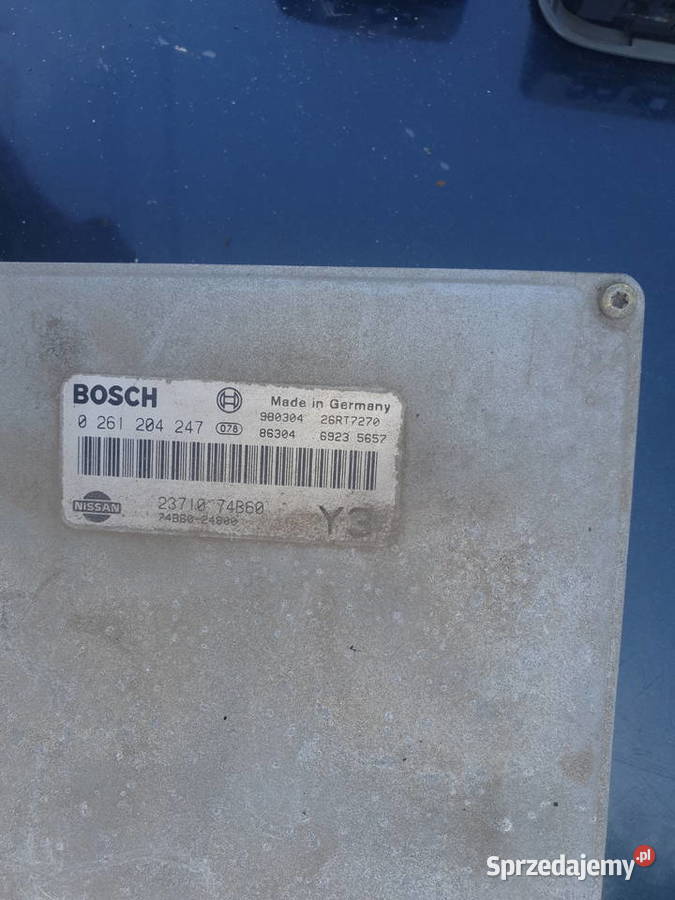 BOSCH Made in Germany
0 261 204 247 078 980304 26RT7270
86304 6923 5657
NISSAN 23710 74B60
74B60-24800 Y3
Sprzedajemy.pl